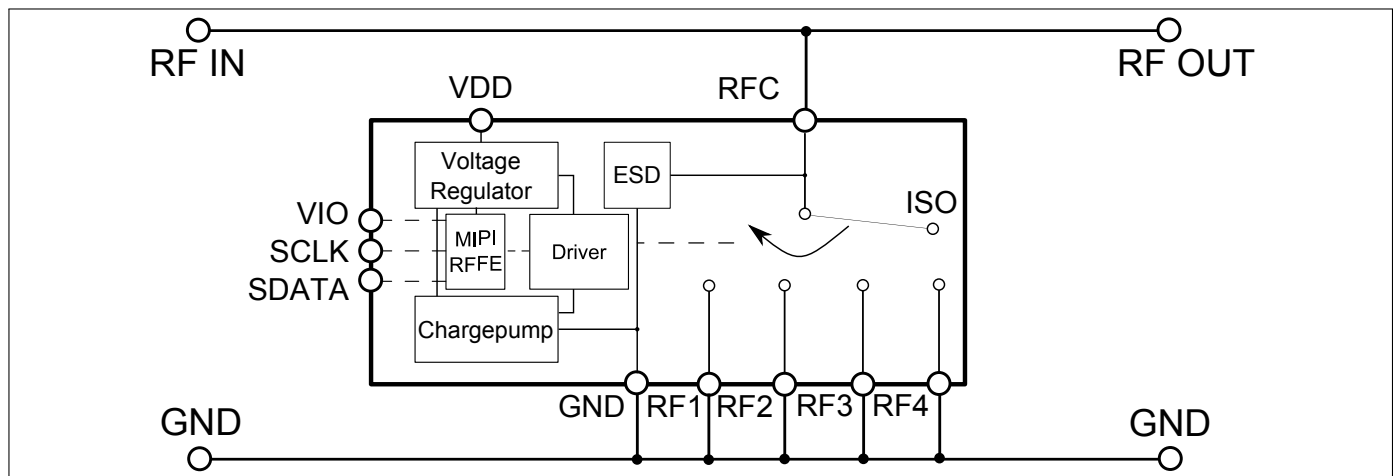 RF IN
RF OUT
VDD
RFC
Voltage
Regulator
ESD
ISO
VIO
SCLK
SDATA
MIPI
RFFE
Driver
Chargepump
GND
RF1
RF2
RF3
RF4
GND
GND